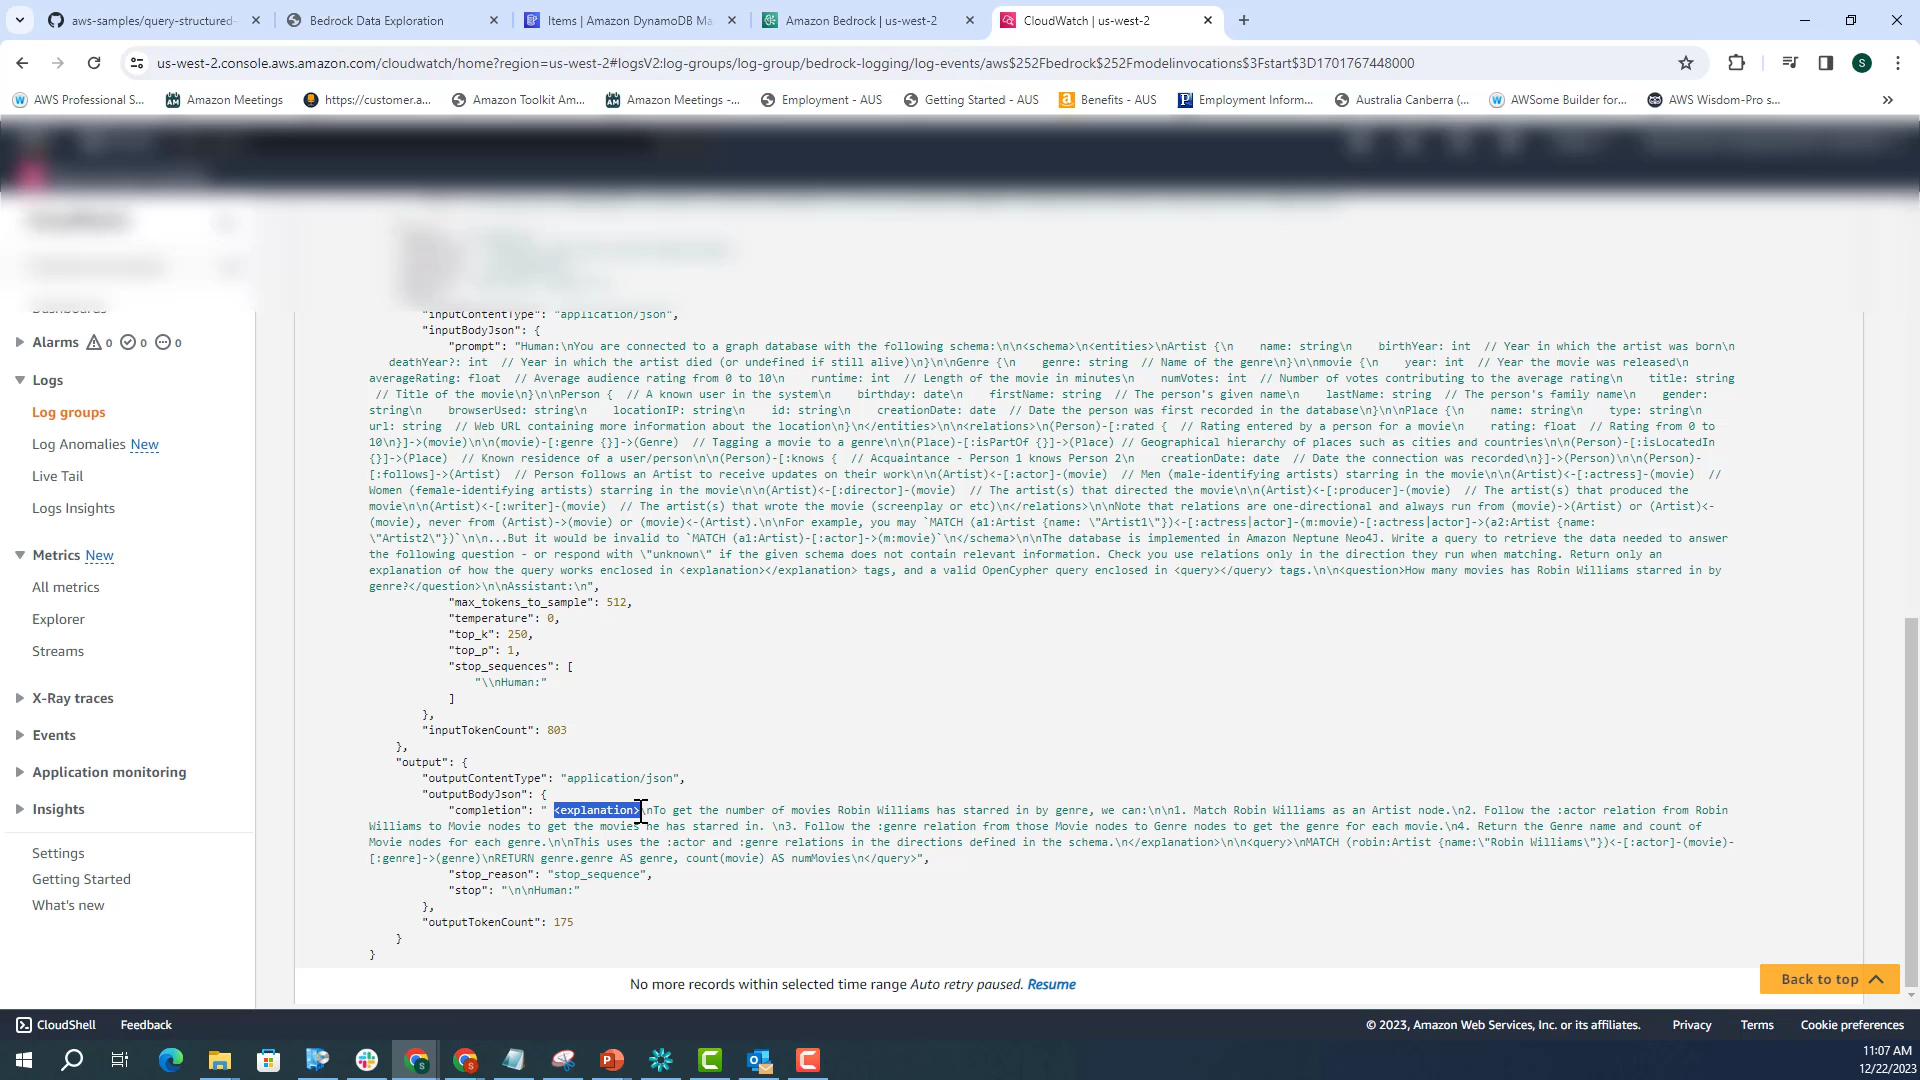 aws-samples/query-structured-
Bedrock Data Exploration
Items | Amazon DynamoDB Ma
Amazon Bedrock | us-west-2
CloudWatch | us-west-2
us-west-2.console.aws.amazon.com/cloudwatch/home?region=us-west-2#logsV2:log-groups/log-group/bedrock-logging/log-events/aws$252Fbedrock$252Fmodelinvocations$3Fstart$3D1701767448000
S
AWS Professional S...
Amazon Meetings
https://customer.a...
Amazon Toolkit Am...
Amazon Meetings -...
Employment - AUS
Getting Started - AUS
Benefits - AUS
Employment Inform...
Australia Canberra (...
AWSome Builder for...
AWS Wisdom-Pro s...
Alarms 0 0 0
Logs
Log groups
Log Anomalies New
Live Tail
Logs Insights
Metrics New
All metrics
Explorer
Streams
X-Ray traces
Events
Application monitoring
Insights
Settings
Getting Started
What's new
"inputContentType": "application/json",
"inputBodyJson": {
"prompt": "Human:\nYou are connected to a graph database with the following schema:\n\n<schema>\n<entities>\nArtist {\n    name: string\n    birthYear: int  // Year in which the artist was born\n
deathYear?: int  // Year in which the artist died (or undefined if still alive)\n}\n\nGenre {\n    genre: string  // Name of the genre\n}\n\nmovie {\n    year: int  // Year the movie was released\n
averageRating: float  // Average audience rating from 0 to 10\n    runtime: int  // Length of the movie in minutes\n    numVotes: int  // Number of votes contributing to the average rating\n    title: string
// Title of the movie\n}\n\nPerson {  // A known user in the system\n    birthday: date\n    firstName: string  // The person's given name\n    lastName: string  // The person's family name\n    gender:
string\n    browserUsed: string\n    locationIP: string\n    id: string\n    creationDate: date  // Date the person was first recorded in the database\n}\n\nPlace {\n    name: string\n    type: string\n
url: string  // Web URL containing more information about the location\n}\n</entities>\n\n<relations>\n(Person)-[:rated {  // Rating entered by a person for a movie\n    rating: float  // Rating from 0 to
10\n}]->(movie)\n\n(movie)-[:genre {}]->(Genre)  // Tagging a movie to a genre\n\n(Place)-[:isPartOf {}]->(Place) // Geographical hierarchy of places such as cities and countries\n\n(Person)-[:isLocatedIn
{}]->(Place)  // Known residence of a user/person\n\n(Person)-[:knows {  // Acquaintance - Person 1 knows Person 2\n    creationDate: date  // Date the connection was recorded\n}]->(Person)\n\n(Person)-
[:follows]->(Artist)  // Person follows an Artist to receive updates on their work\n\n(Artist)<-[:actor]-(movie)  // Men (male-identifying artists) starring in the movie\n\n(Artist)<-[:actress]-(movie)  //
Women (female-identifying artists) starring in the movie\n\n(Artist)<-[:director]-(movie)  // The artist(s) that directed the movie\n\n(Artist)<-[:producer]-(movie)  // The artist(s) that produced the
movie\n\n(Artist)<-[:writer]-(movie)  // The artist(s) that wrote the movie (screenplay or etc)\n</relations>\n\nNote that relations are one-directional and always run from (movie)->(Artist) or (Artist)<-
(movie), never from (Artist)->(movie) or (movie)<-(Artist).\n\nFor example, you may `MATCH (a1:Artist {name: \"Artist1\"})<-[:actress|actor]-(m:movie)-[:actress|actor]->(a2:Artist {name:
\"Artist2\"})`\n\n...But it would be invalid to `MATCH (a1:Artist)-[:actor]->(m:movie)`\n</schema>\n\nThe database is implemented in Amazon Neptune Neo4J. Write a query to retrieve the data needed to answer
the following question - or respond with \"unknown\" if the given schema does not contain relevant information. Check you use relations only in the direction they run when matching. Return only an
explanation of how the query works enclosed in <explanation></explanation> tags, and a valid OpenCypher query enclosed in <query></query> tags.\n\n<question>How many movies has Robin Williams starred in by
genre?</question>\n\nAssistant:\n",
"max_tokens_to_sample": 512,
"temperature": 0,
"top_k": 250,
"top_p": 1,
"stop_sequences": [
"\\nHuman:"
]
},
"inputTokenCount": 803
},
"output": {
"outputContentType": "application/json",
"outputBodyJson": {
"completion": " <explanation>\nTo get the number of movies Robin Williams has starred in by genre, we can:\n\n1. Match Robin Williams as an Artist node.\n2. Follow the :actor relation from Robin
Williams to Movie nodes to get the movies he has starred in. \n3. Follow the :genre relation from those Movie nodes to Genre nodes to get the genre for each movie.\n4. Return the Genre name and count of
Movie nodes for each genre.\n\nThis uses the :actor and :genre relations in the directions defined in the schema.\n</explanation>\n\n<query>\nMATCH (robin:Artist {name:\"Robin Williams\"})<-[:actor]-(movie)-
[:genre]->(genre)\nRETURN genre.genre AS genre, count(movie) AS numMovies\n</query>",
"stop_reason": "stop_sequence",
"stop": "\n\nHuman:"
},
"outputTokenCount": 175
}
}
No more records within selected time range Auto retry paused. Resume
Back to top
CloudShell
Feedback
© 2023, Amazon Web Services, Inc. or its affiliates.
Privacy
Terms
Cookie preferences
11:07 AM
12/22/2023